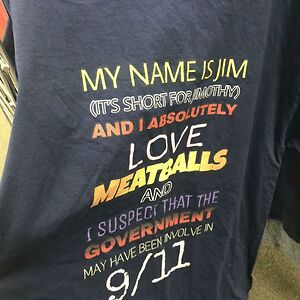 MY NAME IS JIM
(IT'S SHORT FOR JIMOTHY)
AND I ABSOLUTELY
LOVE
MEATBALLS
AND
I SUSPECT THAT THE
GOVERNMENT
MAY HAVE BEEN INVOLVE IN
9/11